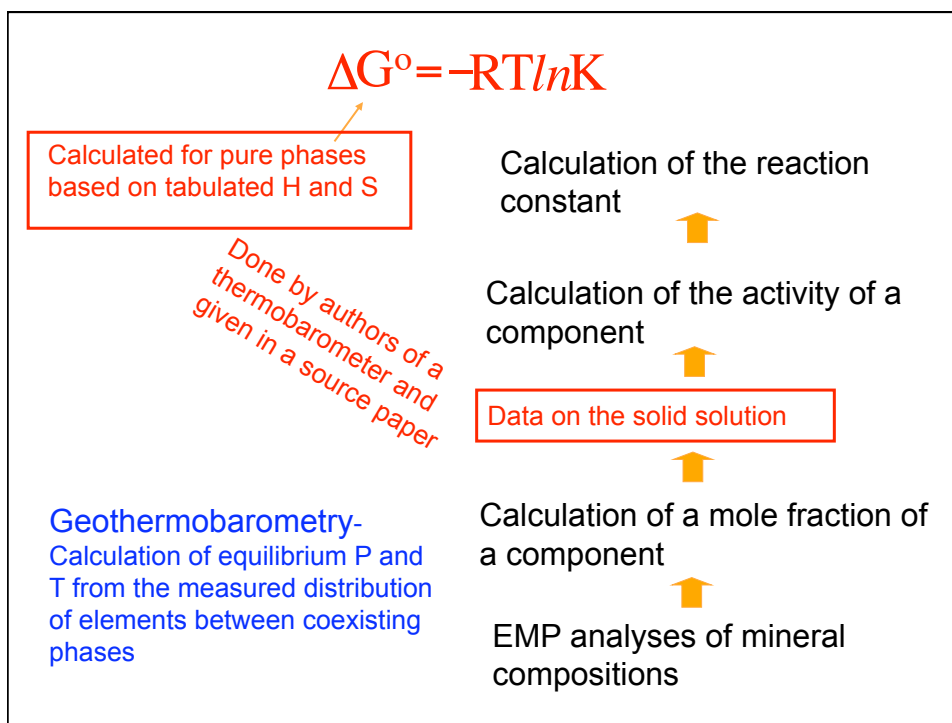 ΔG°=−RTlnK
Calculated for pure phases
based on tabulated H and S
Done by authors of a
thermobarometer and
given in a source paper
Geothermobarometry-
Calculation of equilibrium P and
T from the measured distribution
of elements between coexisting
phases
Calculation of the reaction
constant
Calculation of the activity of a
component
Data on the solid solution
Calculation of a mole fraction of
a component
EMP analyses of mineral
compositions